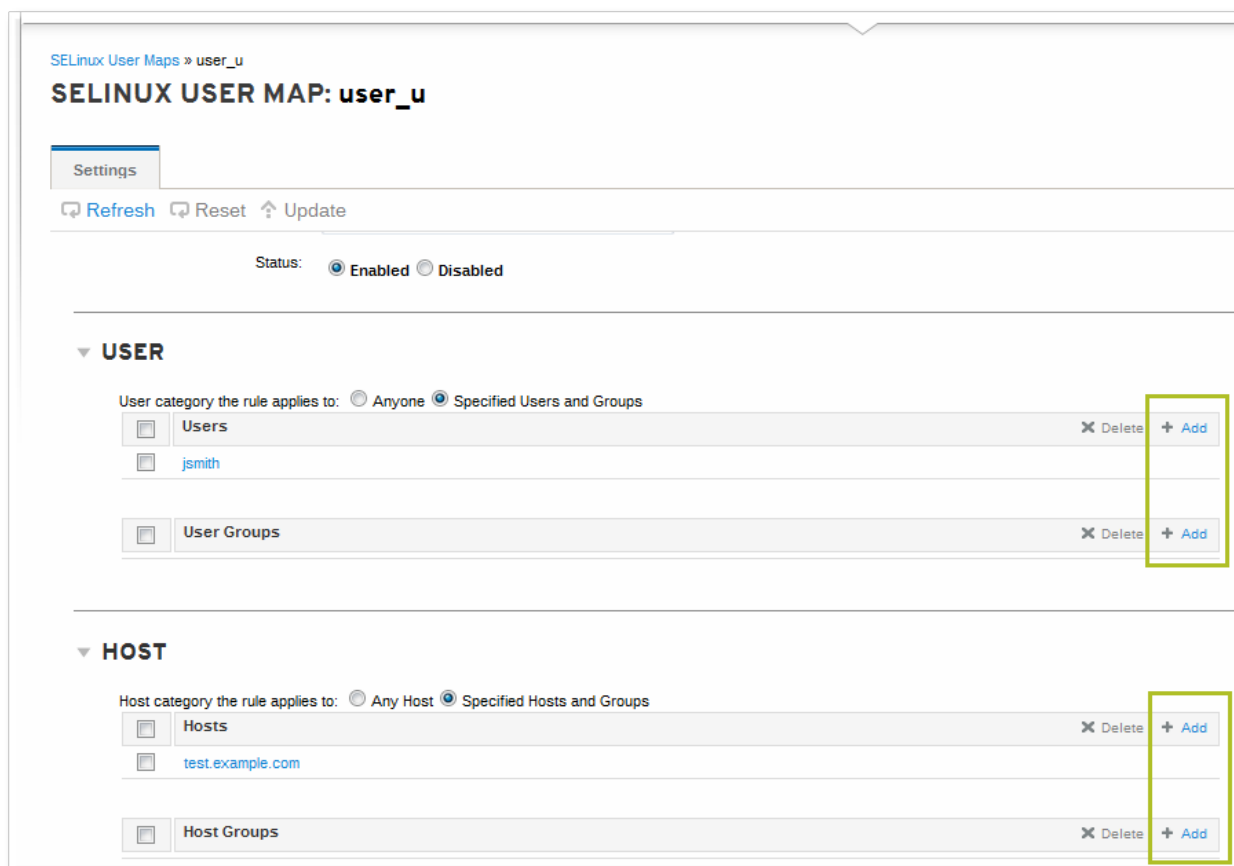 SELinux User Maps » user_u
SELINUX USER MAP: user_u
Settings
Refresh Reset Update
Status: Enabled Disabled
USER
User category the rule applies to: Anyone Specified Users and Groups
Users Delete + Add
jsmith
User Groups Delete + Add
HOST
Host category the rule applies to: Any Host Specified Hosts and Groups
Hosts Delete + Add
test.example.com
Host Groups Delete + Add